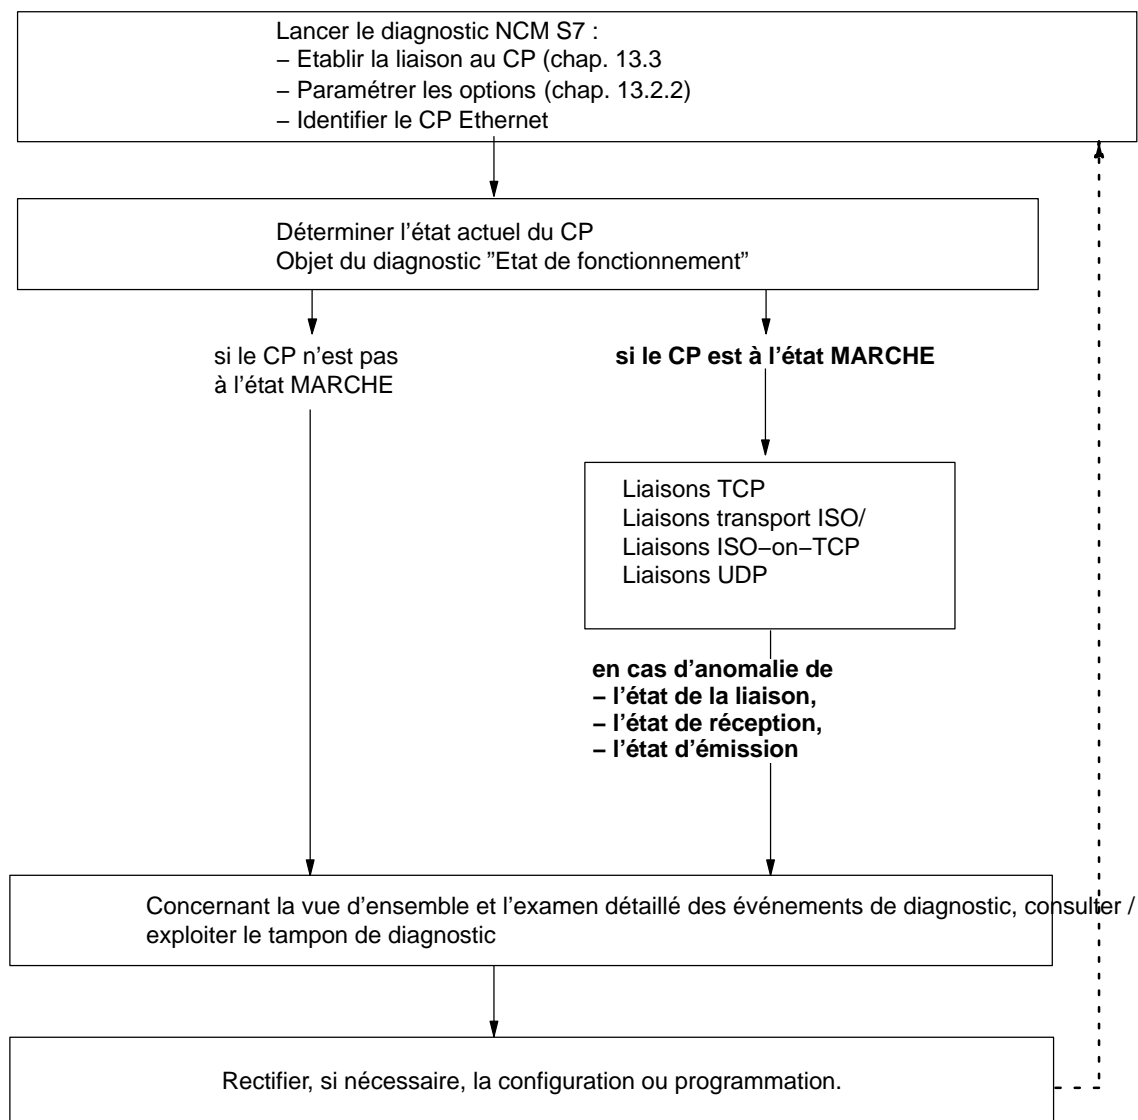 Lancer le diagnostic NCM S7 :
– Etablir la liaison au CP (chap. 13.3
– Paramétrer les options (chap. 13.2.2)
– Identifier le CP Ethernet
Déterminer l’état actuel du CP
Objet du diagnostic ”Etat de fonctionnement”
si le CP n’est pas
à l’état MARCHE
si le CP est à l’état MARCHE
Liaisons TCP
Liaisons transport ISO/
Liaisons ISO–on–TCP
Liaisons UDP
en cas d’anomalie de
– l’état de la liaison,
– l’état de réception,
– l’état d’émission
Concernant la vue d’ensemble et l’examen détaillé des événements de diagnostic, consulter /
exploiter le tampon de diagnostic
Rectifier, si nécessaire, la configuration ou programmation.